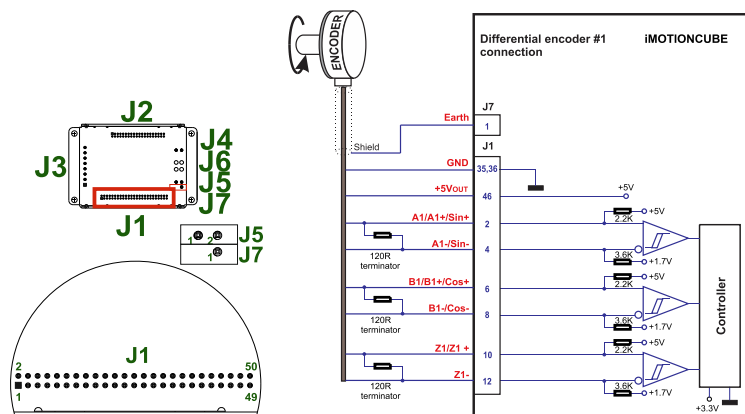 J2
J3
J4
J6
J5
J7
J1
1
2
J5
1
J7
J1
2
50
1
49
ENCODER
Differential encoder #1
connection
iMOTIONCUBE
J7
Earth
1
Shield
J1
GND
35,36
+5VOUT
46
+5V
A1/A1+/Sin+
2
+5V
2.2K
120R
terminator
A1-/Sin-
4
3.6K
+1.7V
B1/B1+/Cos+
6
+5V
2.2K
120R
terminator
B1-/Cos-
8
3.6K
+1.7V
Z1/Z1 +
10
+5V
2.2K
120R
terminator
Z1-
12
3.6K
+1.7V
Controller
+3.3V